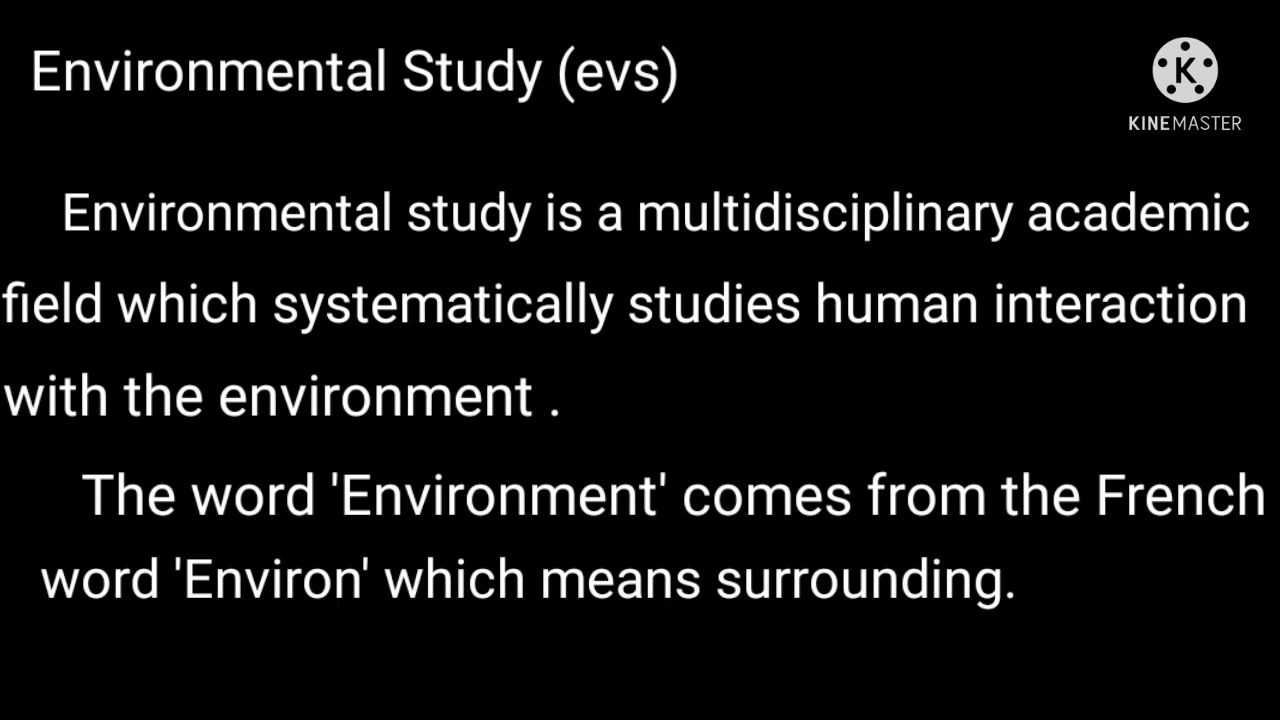 Environmental Study (evs)
K
KINEMASTER
Environmental study is a multidisciplinary academic
field which systematically studies human interaction
with the environment .
The word 'Environment' comes from the French
word 'Environ' which means surrounding.